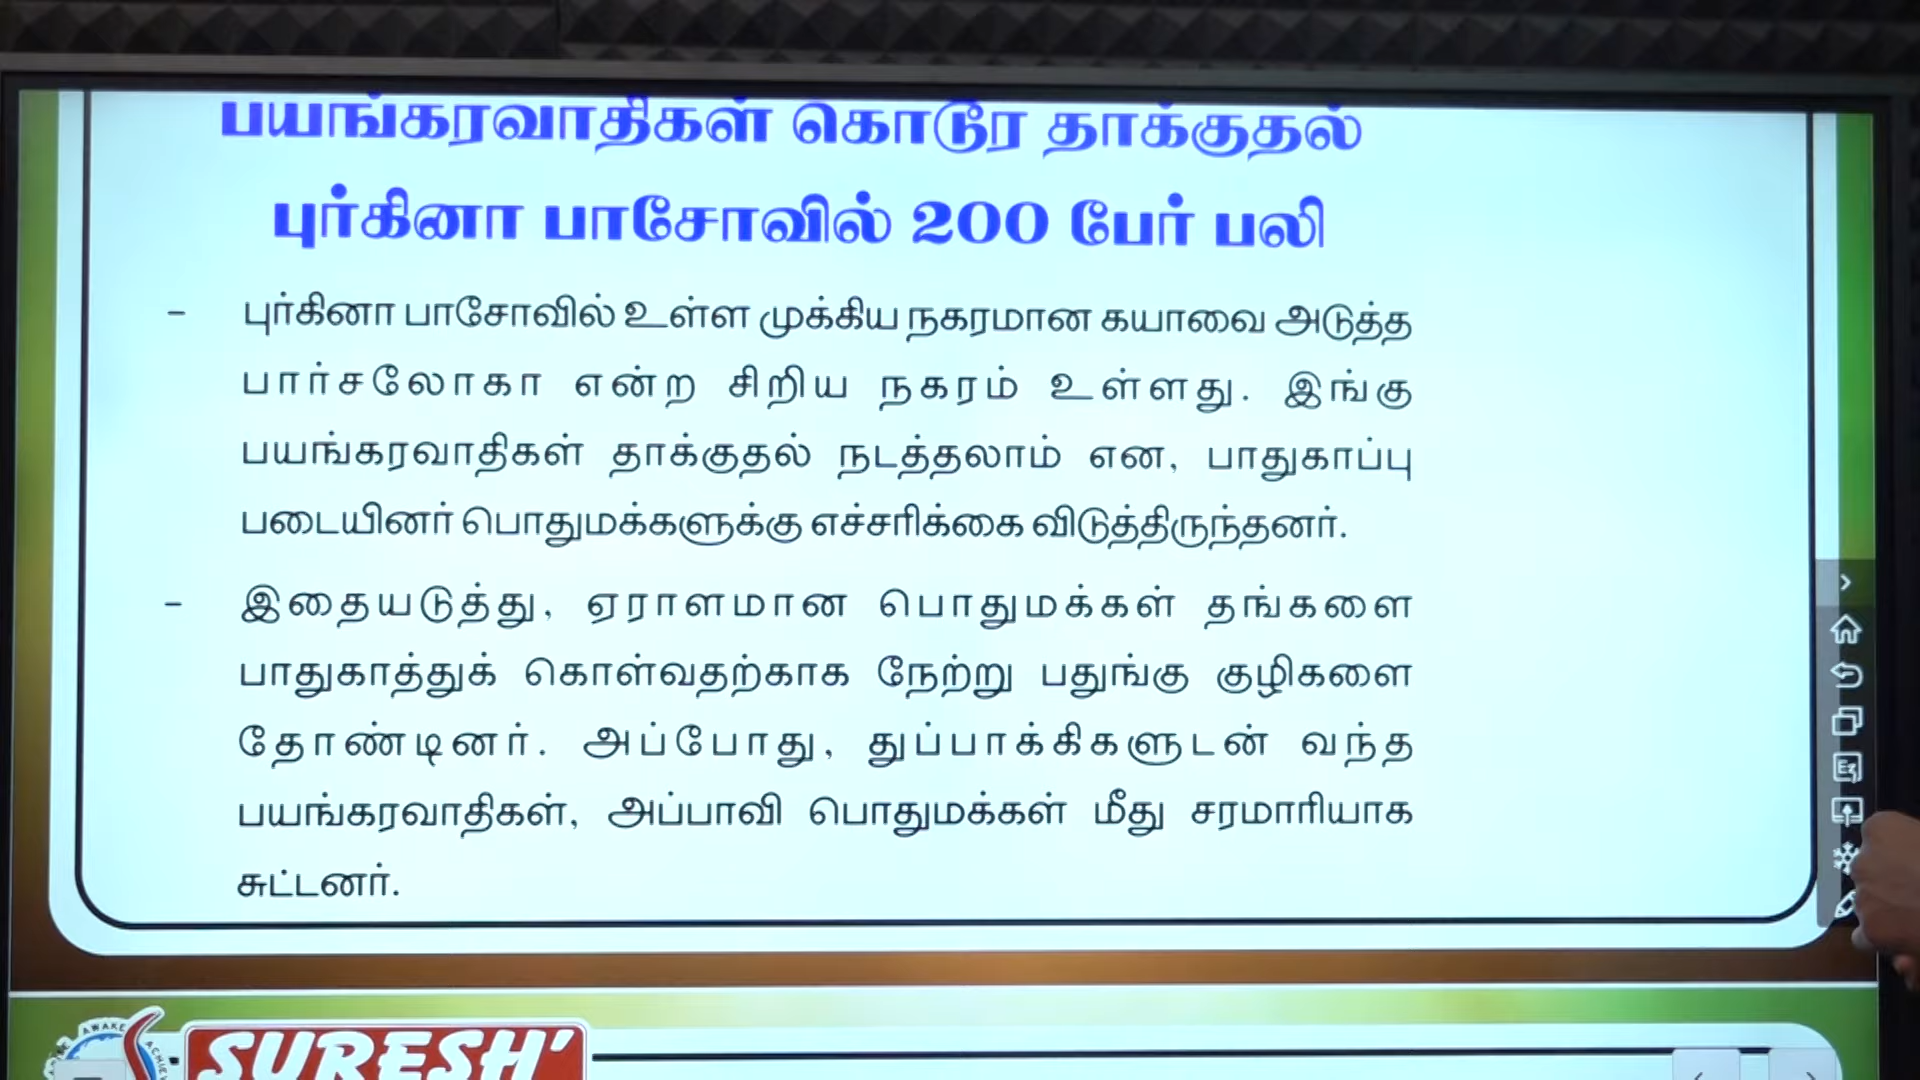 பயங்கரவாதிகள் கொடூர தாக்குதல்
புர்கினா பாசோவில் 200 பேர் பலி
- புர்கினா பாசோவில் உள்ள முக்கிய நகரமான கயாவை அடுத்த
பார்சலோகா என்ற சிறிய நகரம் உள்ளது. இங்கு
பயங்கரவாதிகள் தாக்குதல் நடத்தலாம் என, பாதுகாப்பு
படையினர் பொதுமக்களுக்கு எச்சரிக்கை விடுத்திருந்தனர்.
- இதையடுத்து, ஏராளமான பொதுமக்கள் தங்களை
பாதுகாத்துக் கொள்வதற்காக நேற்று பதுங்கு குழிகளை
தோண்டினர். அப்போது, துப்பாக்கிகளுடன் வந்த
பயங்கரவாதிகள், அப்பாவி பொதுமக்கள் மீது சரமாரியாக
சுட்டனர்.
AWAKE
SURESH'